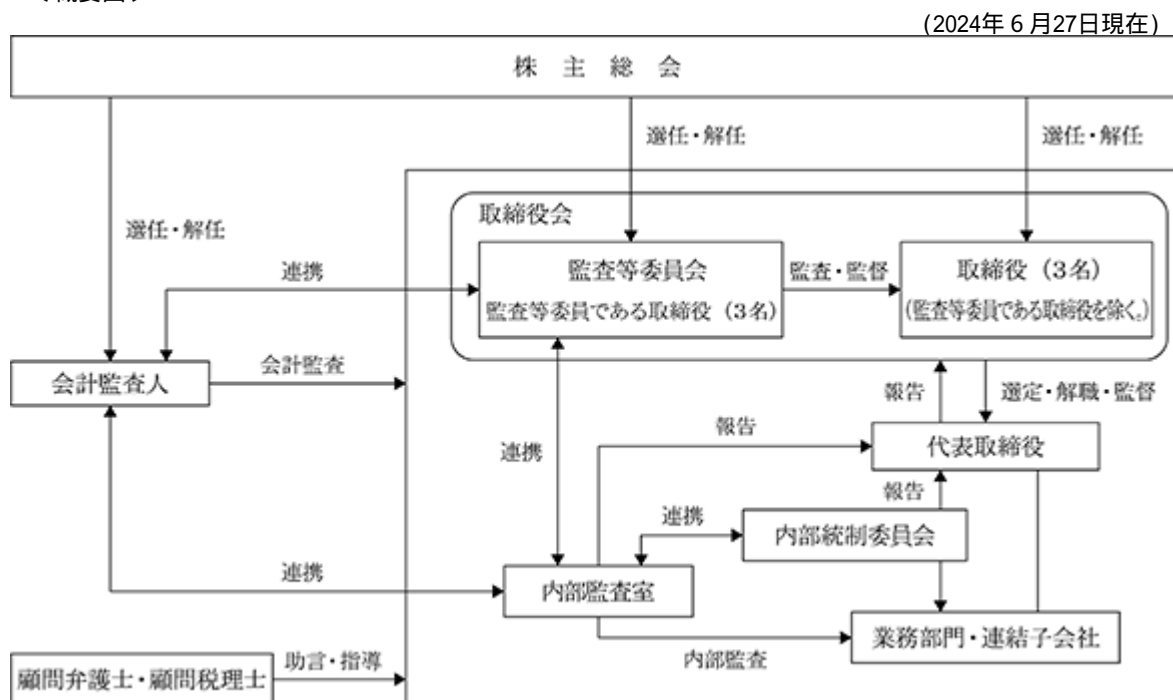 (2024年6月27日現在)
株主総会
選任・解任
選任・解任
選任・解任
取締役会
連携
監査等委員会
監査等委員である取締役（3名）
監査・監督
取締役（3名）
(監査等委員である取締役を除く。)
会計監査人
会計監査
報告
選定・解職・監督
連携
報告
代表取締役
報告
連携
内部統制委員会
連携
内部監査室
業務部門・連結子会社
内部監査
助言・指導
顧問弁護士・顧問税理士